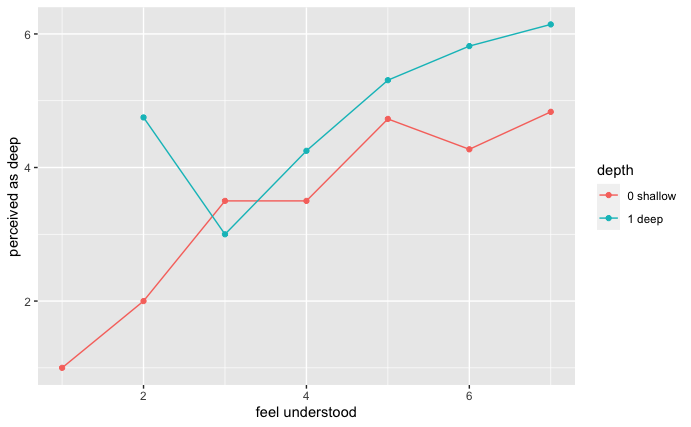 6
4
2
perceived as deep
2
4
6
feel understood
depth
0 shallow
1 deep